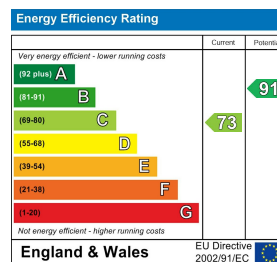 Energy Efficiency Rating
Current Potenti
Very energy efficient - lower running costs
(92 plus) A
(81-91) B
(69-80) C
(55-68) D
(39-54) E
(21-38) F
(1-20) G
73
91
Not energy efficient - higher running costs
England & Wales
EU Directive
2002/91/EC